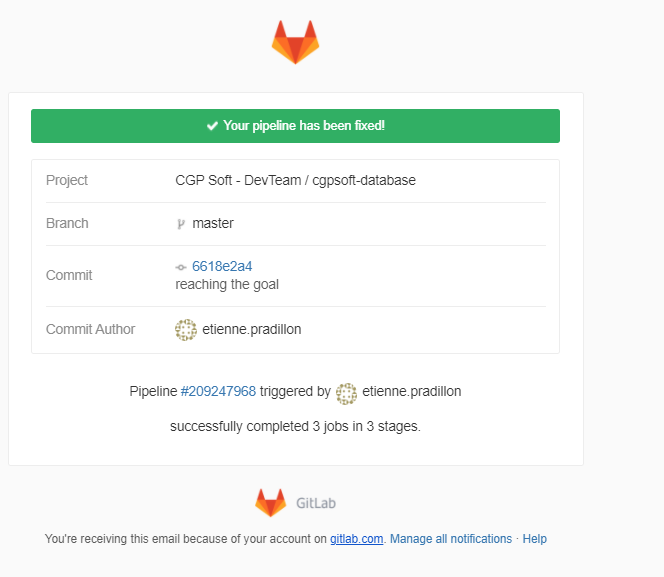 Your pipeline has been fixed!
Project CGP Soft - DevTeam / cgpsoft-database
Branch master
Commit 6618e2a4
reaching the goal
Commit Author etienne.pradillon
Pipeline #209247968 triggered by etienne.pradillon
successfully completed 3 jobs in 3 stages.
GitLab
You're receiving this email because of your account on gitlab.com. Manage all notifications · Help